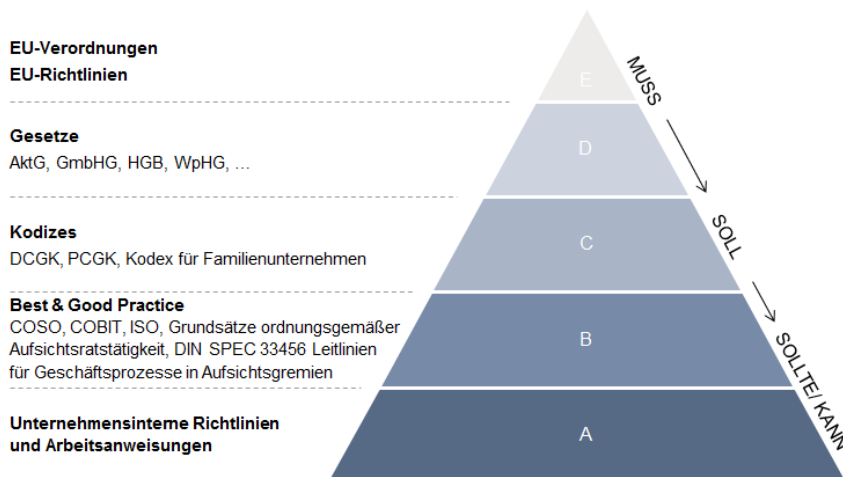 EU-Verordnungen
EU-Richtlinien
E
MUSS
Gesetze
AktG, GmbHG, HGB, WpHG, ...
D
SOLL
Kodizes
DCGK, PCGK, Kodex für Familienunternehmen
C
Best & Good Practice
COSO, COBIT, ISO, Grundsätze ordnungsgemäßer
Aufsichtsratstätigkeit, DIN SPEC 33456 Leitlinien
für Geschäftsprozesse in Aufsichtsgremien
B
SOLLTE/ KANN
Unternehmensinterne Richtlinien
und Arbeitsanweisungen
A